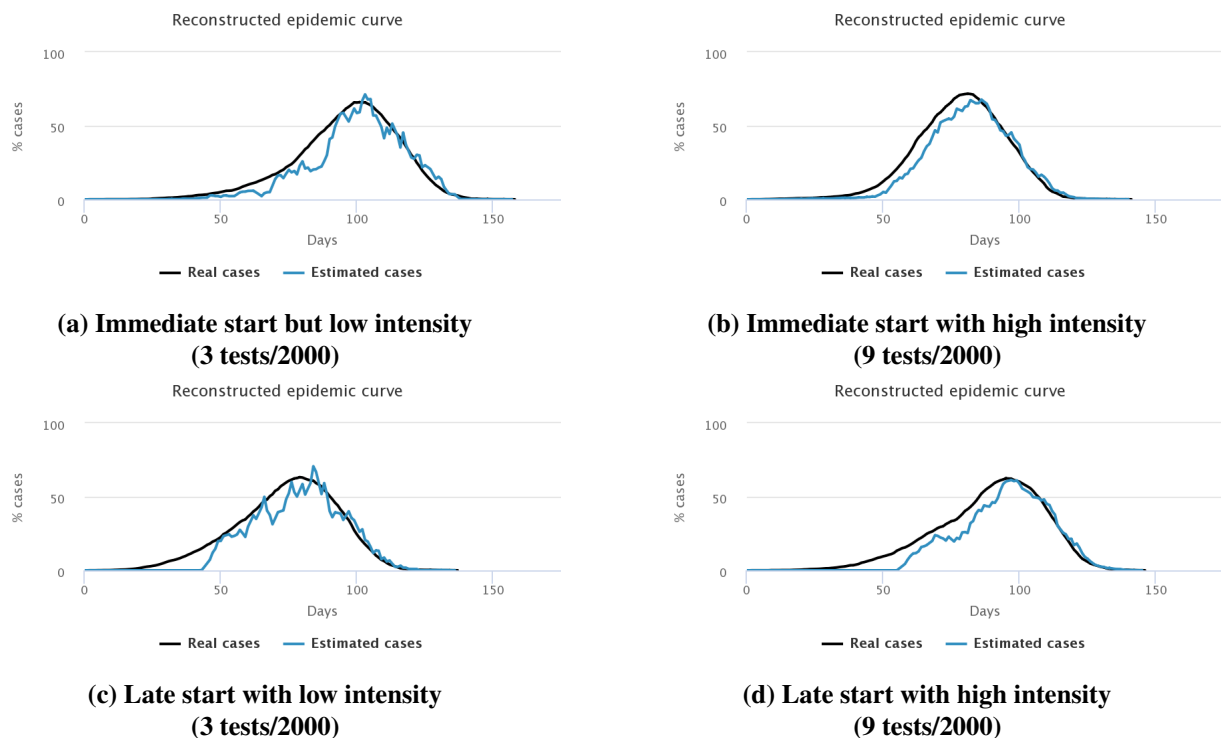 Reconstructed epidemic curve
100
50
0
% cases
0 50 100 150
Days
Real cases Estimated cases
(a) Immediate start but low intensity
(3 tests/2000)
Reconstructed epidemic curve
100
50
0
% cases
0 50 100 150
Days
Real cases Estimated cases
(b) Immediate start with high intensity
(9 tests/2000)
Reconstructed epidemic curve
100
50
0
% cases
0 50 100 150
Days
Real cases Estimated cases
(c) Late start with low intensity
(3 tests/2000)
Reconstructed epidemic curve
100
50
0
% cases
0 50 100 150
Days
Real cases Estimated cases
(d) Late start with high intensity
(9 tests/2000)